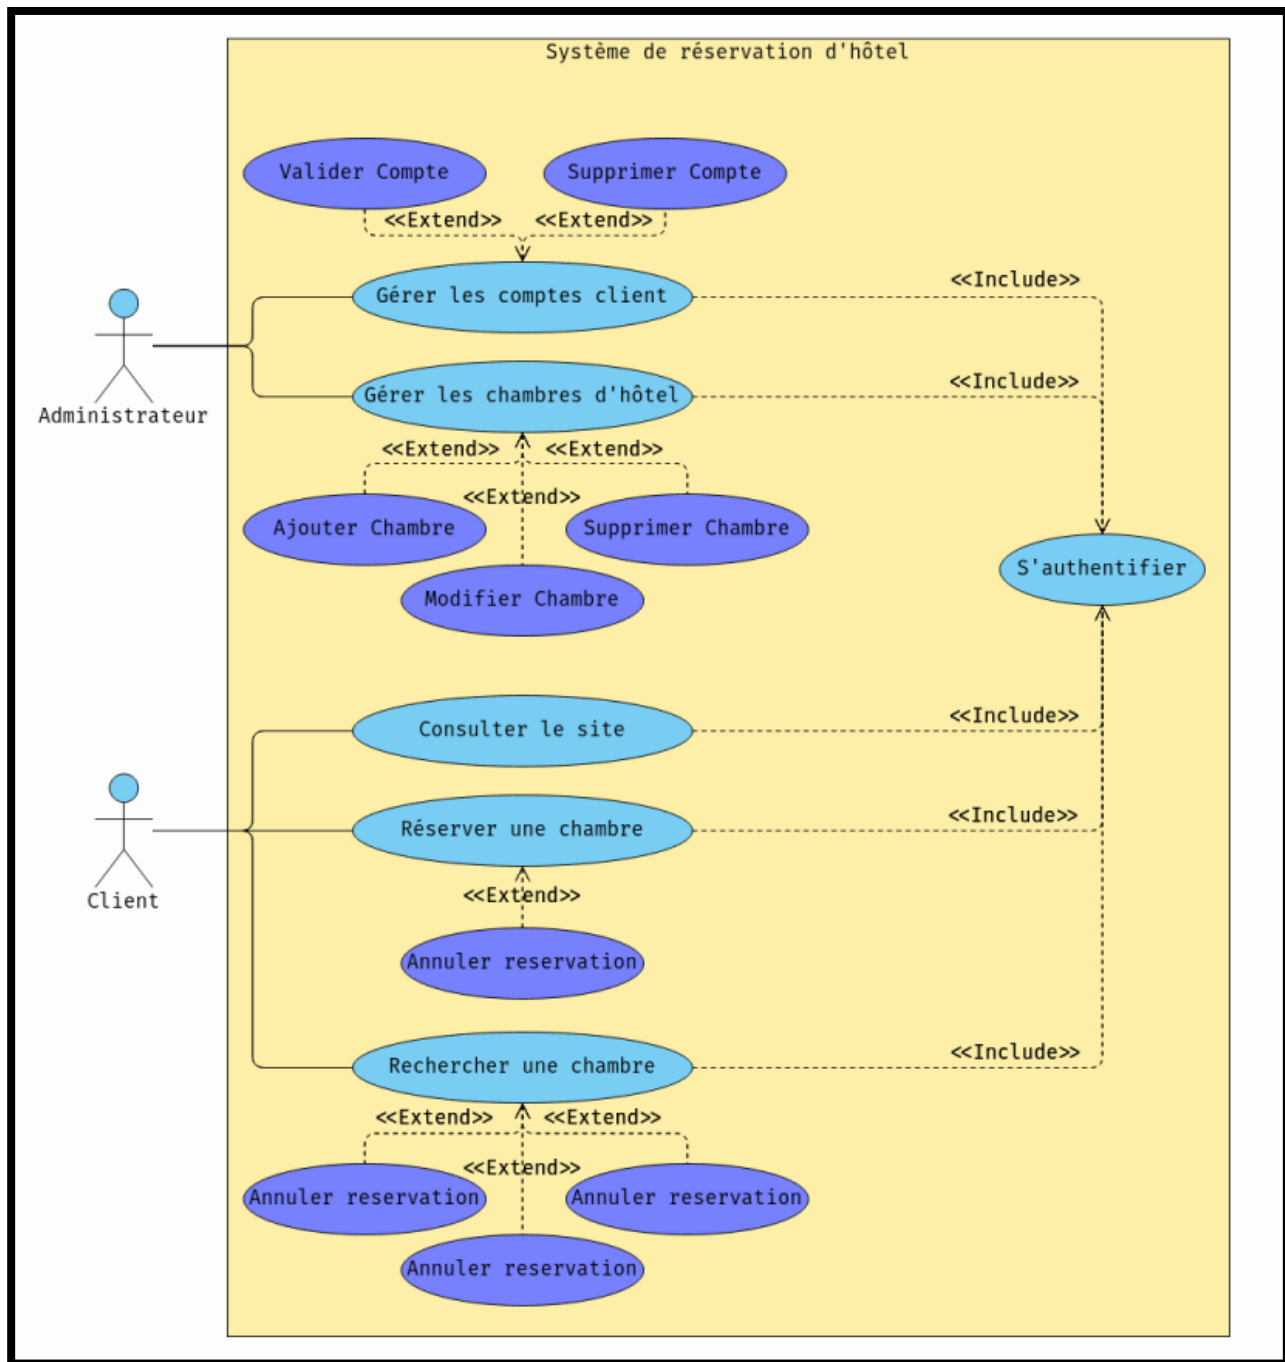 Système de réservation d'hôtel
Valider Compte
Supprimer Compte
<<Extend>>
<<Extend>>
<<Include>>
Gérer les comptes client
<<Include>>
Gérer les chambres d'hôtel
Administrateur
<<Extend>>
<<Extend>>
<<Extend>>
Ajouter Chambre
Supprimer Chambre
S'authentifier
Modifier Chambre
<<Include>>
Consulter le site
<<Include>>
Réserver une chambre
<<Extend>>
Client
Annuler reservation
<<Include>>
Rechercher une chambre
<<Extend>>
<<Extend>>
<<Extend>>
Annuler reservation
Annuler reservation
Annuler reservation